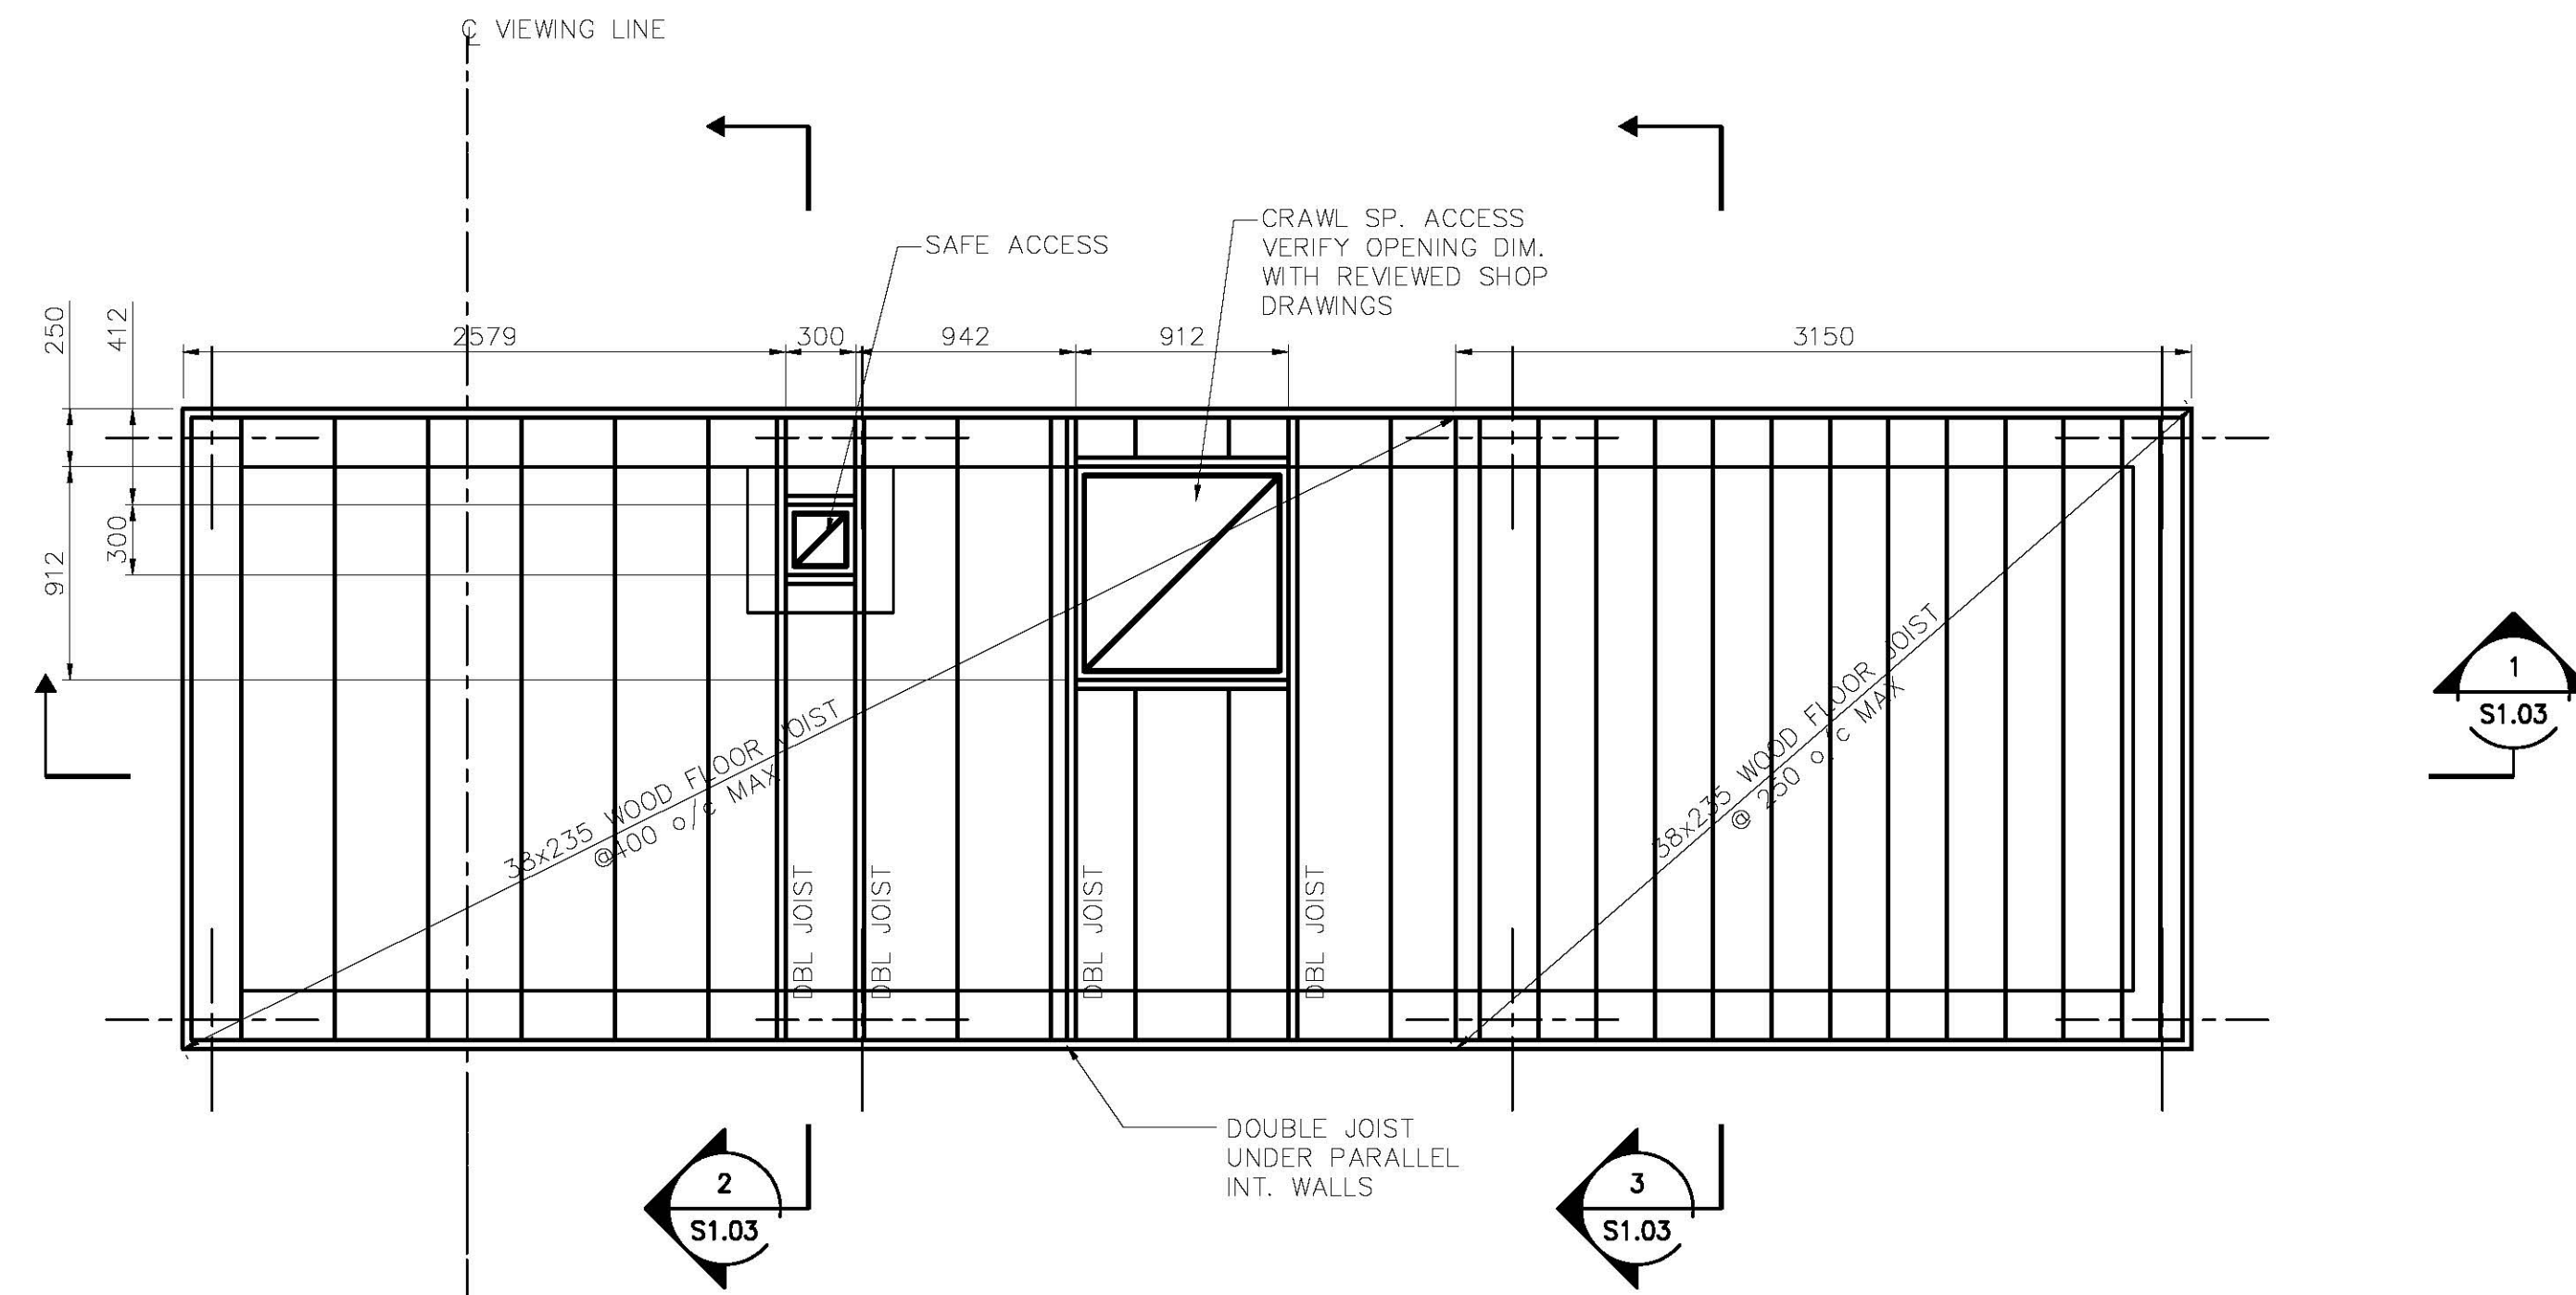 ℄ VIEWING LINE
SAFE ACCESS
CRAWL SP. ACCESS
VERIFY OPENING DIM.
WITH REVIEWED SHOP
DRAWINGS
2579
300
942
912
3150
250
412
300
912
38x235 WOOD FLOOR JOIST
@400 o/c MAX
38x235 WOOD FLOOR JOIST
@ 250 o/c MAX
DBL JOIST
DBL JOIST
DBL JOIST
DBL JOIST
1
S1.03
DOUBLE JOIST
UNDER PARALLEL
INT. WALLS
2
S1.03
3
S1.03